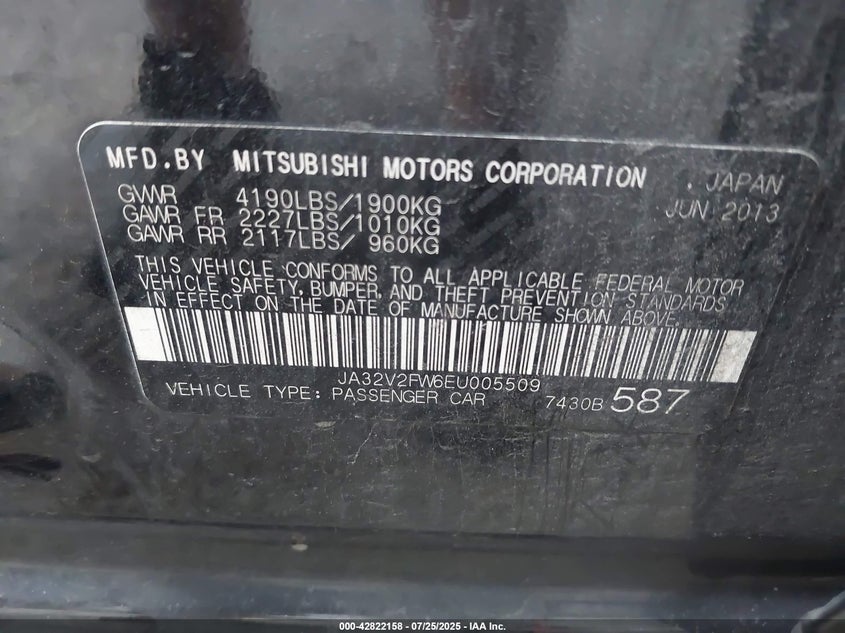 MFD.BY MITSUBISHI MOTORS CORPORATION . JAPAN
GVWR 4190LBS/1900KG JUN 2013
GAWR FR 2227LBS/1010KG
GAWR RR 2117LBS/ 960KG
THIS VEHICLE CONFORMS TO ALL APPLICABLE FEDERAL MOTOR
VEHICLE SAFETY, BUMPER, AND THEFT PREVENTION STANDARDS
IN EFFECT ON THE DATE OF MANUFACTURE SHOWN ABOVE.
JA32V2FW6EU005509
VEHICLE TYPE: PASSENGER CAR 7430B 587
000-42822158 - 07/25/2025 - IAA Inc.